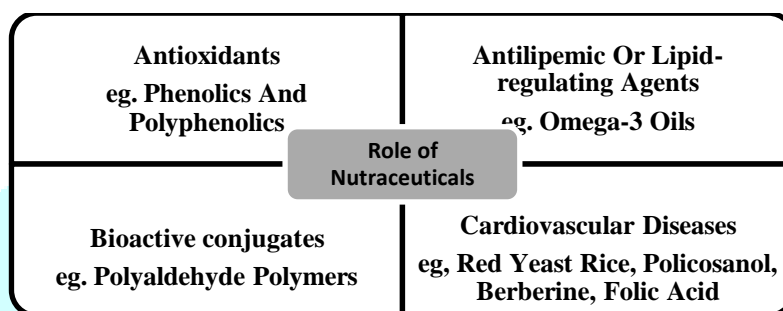 Antioxidants
eg. Phenolics And
Polyphenolics
Antilipemic Or Lipid-
regulating Agents
eg. Omega-3 Oils
Role of
Nutraceuticals
Bioactive conjugates
eg. Polyaldehyde Polymers
Cardiovascular Diseases
eg, Red Yeast Rice, Policosanol,
Berberine, Folic Acid